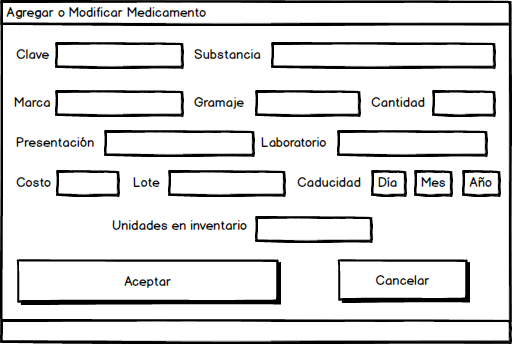 Agregar o Modificar Medicamento
Clave Substancia
Marca Gramaje Cantidad
Presentación Laboratorio
Costo Lote Caducidad Día Mes Año
Unidades en inventario
Aceptar Cancelar